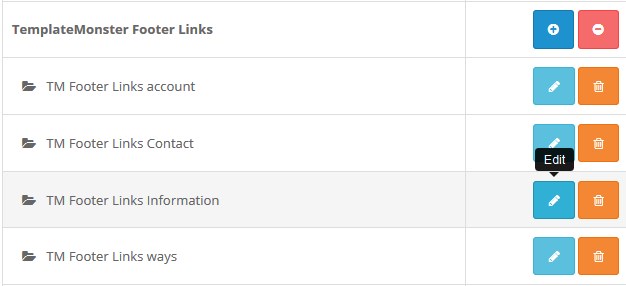 TemplateMonster Footer Links
TM Footer Links account
TM Footer Links Contact
Edit
TM Footer Links Information
TM Footer Links ways